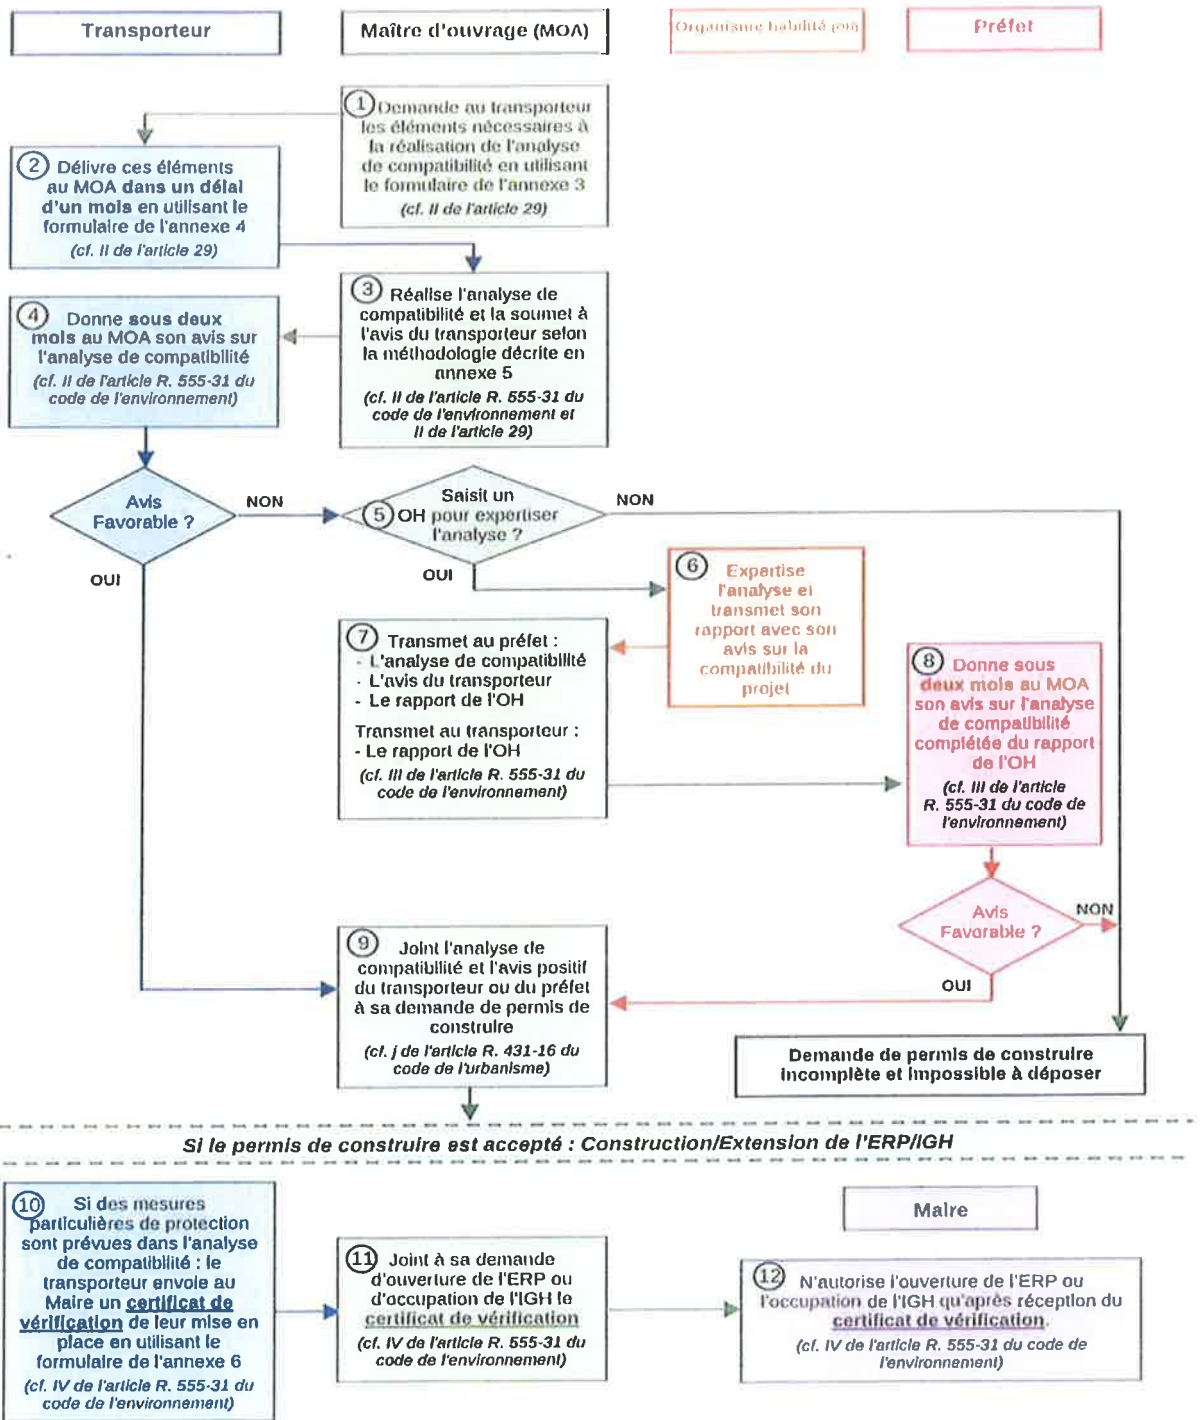 Transporteur
Maître d'ouvrage (MOA)
Organisme habilité (OH)
Préfet
1 Demande au transporteur
les éléments nécessaires à
la réalisation de l'analyse
de compatibilité en utilisant
le formulaire de l'annexe 3
(cf. II de l'article 29)
2 Délivre ces éléments
au MOA dans un délai
d'un mois en utilisant le
formulaire de l'annexe 4
(cf. II de l'article 29)
3 Réalise l'analyse de
compatibilité et la soumet à
l'avis du transporteur selon
la méthodologie décrite en
annexe 5
(cf. II de l'article R. 555-31 du
code de l'environnement et
II de l'article 29)
4 Donne sous deux
mois au MOA son avis sur
l'analyse de compatibilité
(cf. II de l'article R. 555-31 du
code de l'environnement)
Avis
Favorable ?
NON
OUI
Saisit un
5 OH pour expertiser
l'analyse ?
NON
OUI
6 Expertise
l'analyse et
transmet son
rapport avec son
avis sur la
compatibilité du
projet
7 Transmet au préfet :
- L'analyse de compatibilité
- L'avis du transporteur
- Le rapport de l'OH
Transmet au transporteur :
- Le rapport de l'OH
(cf. III de l'article R. 555-31 du
code de l'environnement)
8 Donne sous
deux mois au MOA
son avis sur l'analyse
de compatibilité
complétée du rapport
de l'OH
(cf. III de l'article
R. 555-31 du code de
l'environnement)
Avis
Favorable ?
NON
OUI
9 Joint l'analyse de
compatibilité et l'avis positif
du transporteur ou du préfet
à sa demande de permis de
construire
(cf. j de l'article R. 431-16 du
code de l'urbanisme)
Demande de permis de construire
incomplète et impossible à déposer
Si le permis de construire est accepté : Construction/Extension de l'ERP/IGH
10 Si des mesures
particulières de protection
sont prévues dans l'analyse
de compatibilité : le
transporteur envoie au
Maire un certificat de
vérification de leur mise en
place en utilisant le
formulaire de l'annexe 6
(cf. IV de l'article R. 555-31 du
code de l'environnement)
11 Joint à sa demande
d'ouverture de l'ERP ou
d'occupation de l'IGH le
certificat de vérification
(cf. IV de l'article R. 555-31 du
code de l'environnement)
Maire
12 N'autorise l'ouverture de l'ERP ou
l'occupation de l'IGH qu'après réception du
certificat de vérification.
(cf. IV de l'article R. 555-31 du code de
l'environnement)